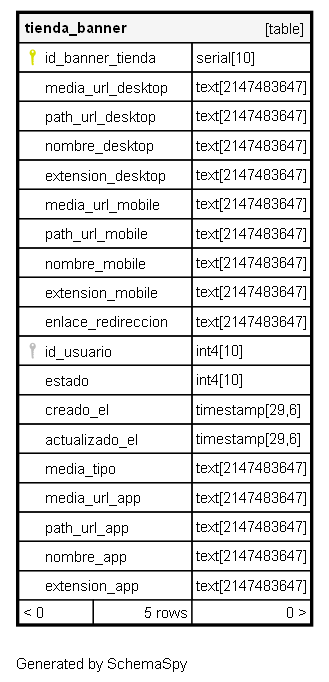 tienda_banner [table]
id_banner_tienda serial[10]
media_url_desktop text[2147483647]
path_url_desktop text[2147483647]
nombre_desktop text[2147483647]
extension_desktop text[2147483647]
media_url_mobile text[2147483647]
path_url_mobile text[2147483647]
nombre_mobile text[2147483647]
extension_mobile text[2147483647]
enlace_redireccion text[2147483647]
id_usuario int4[10]
estado int4[10]
creado_el timestamp[29,6]
actualizado_el timestamp[29,6]
media_tipo text[2147483647]
media_url_app text[2147483647]
path_url_app text[2147483647]
nombre_app text[2147483647]
extension_app text[2147483647]
< 0 5 rows 0 >
Generated by SchemaSpy